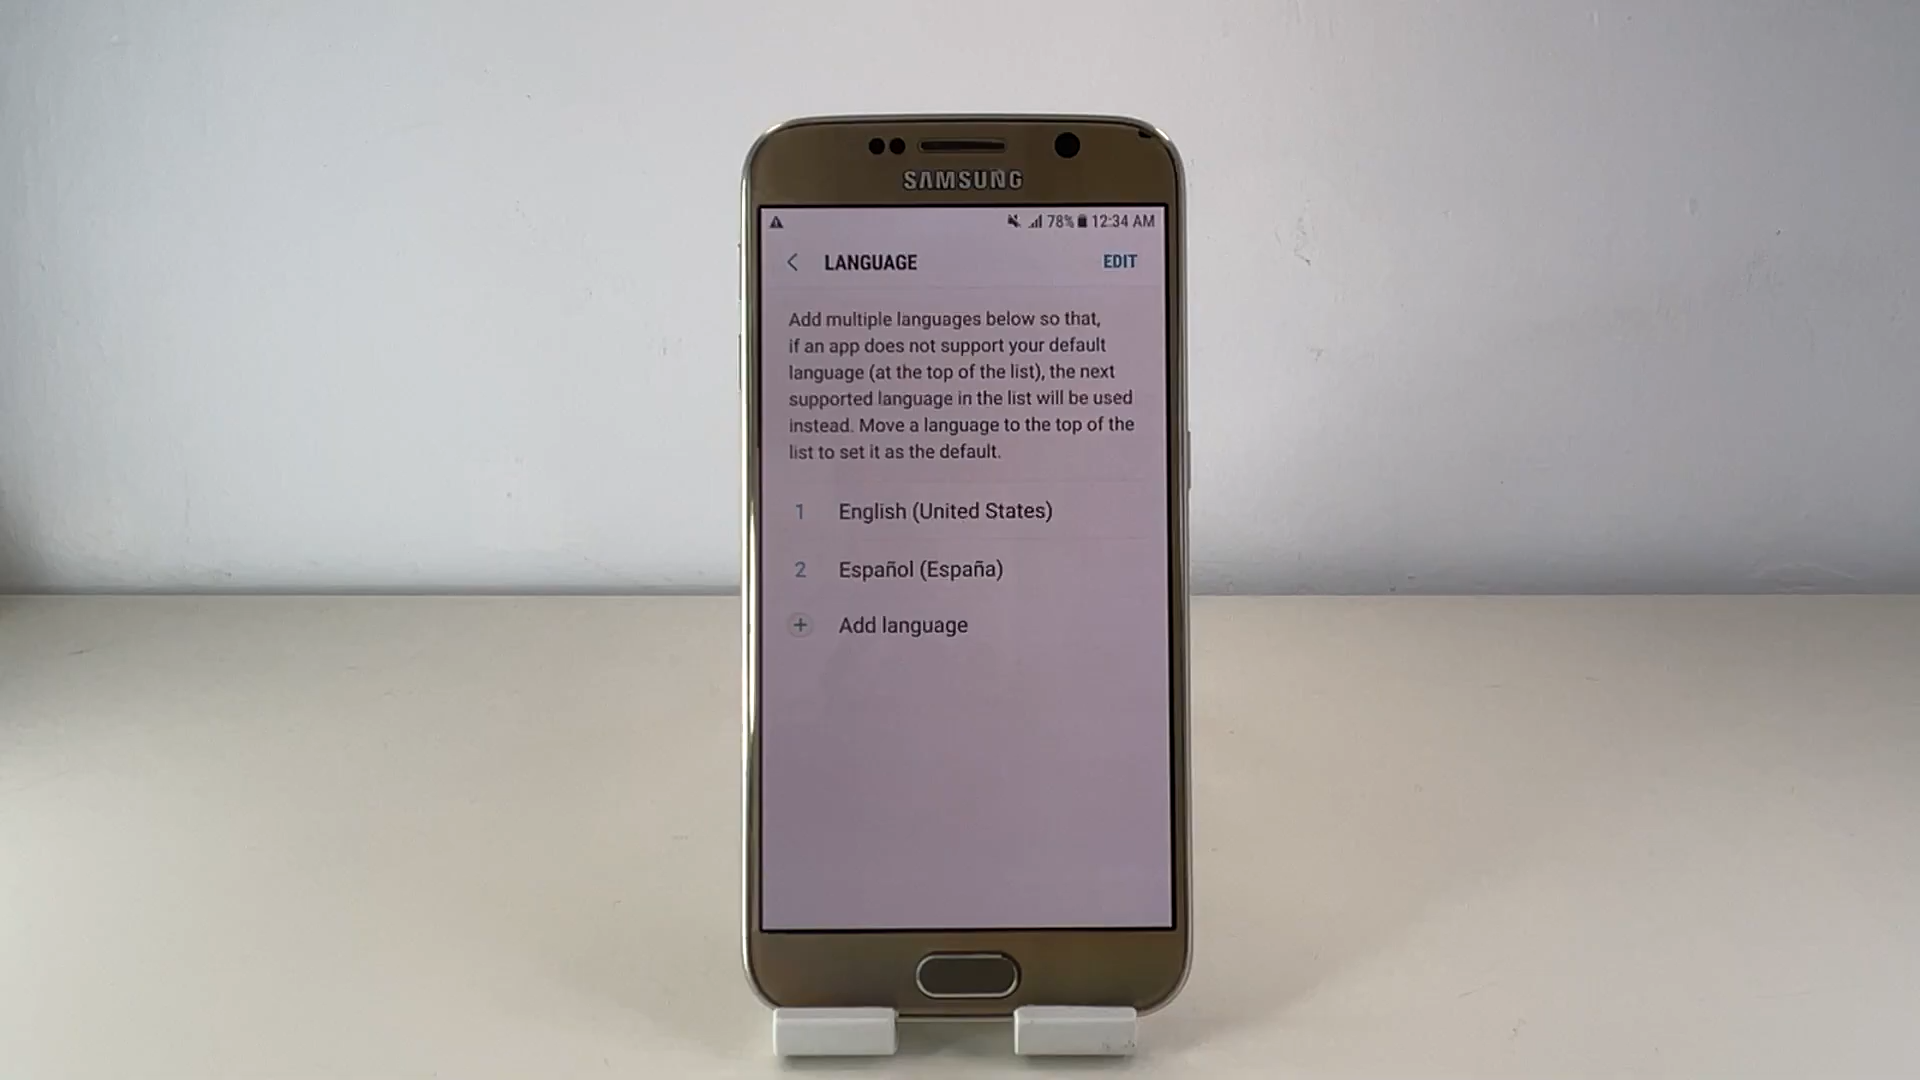 SAMSUNG
78% 12:34 AM
LANGUAGE EDIT
Add multiple languages below so that,
if an app does not support your default
language (at the top of the list), the next
supported language in the list will be used
instead. Move a language to the top of the
list to set it as the default.
1 English (United States)
2 Español (España)
+ Add language